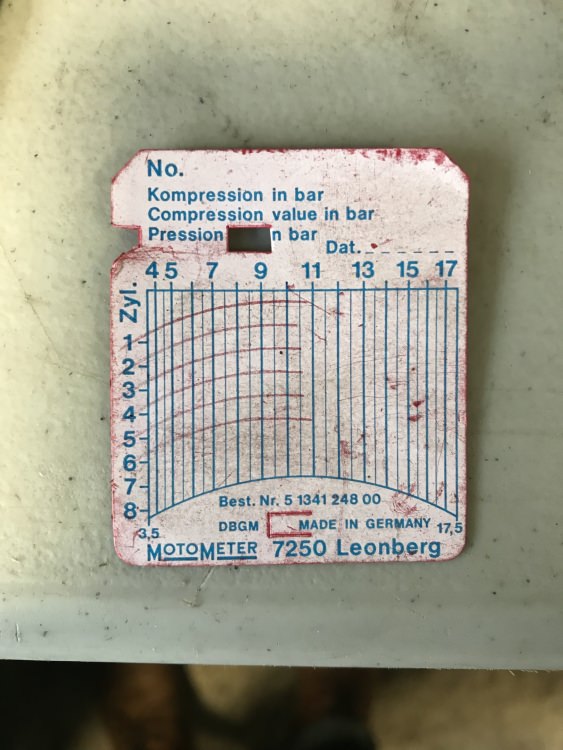 No.
Kompression in bar
Compression value in bar
Pression n bar
Dat.
4 5 7 9 11 13 15 17
Zyl.
1
2
3
4
5
6
7
8
Best. Nr. 5 1341 248 00
3,5 DBGM MADE IN GERMANY 17,5
MOTOMETER 7250 Leonberg